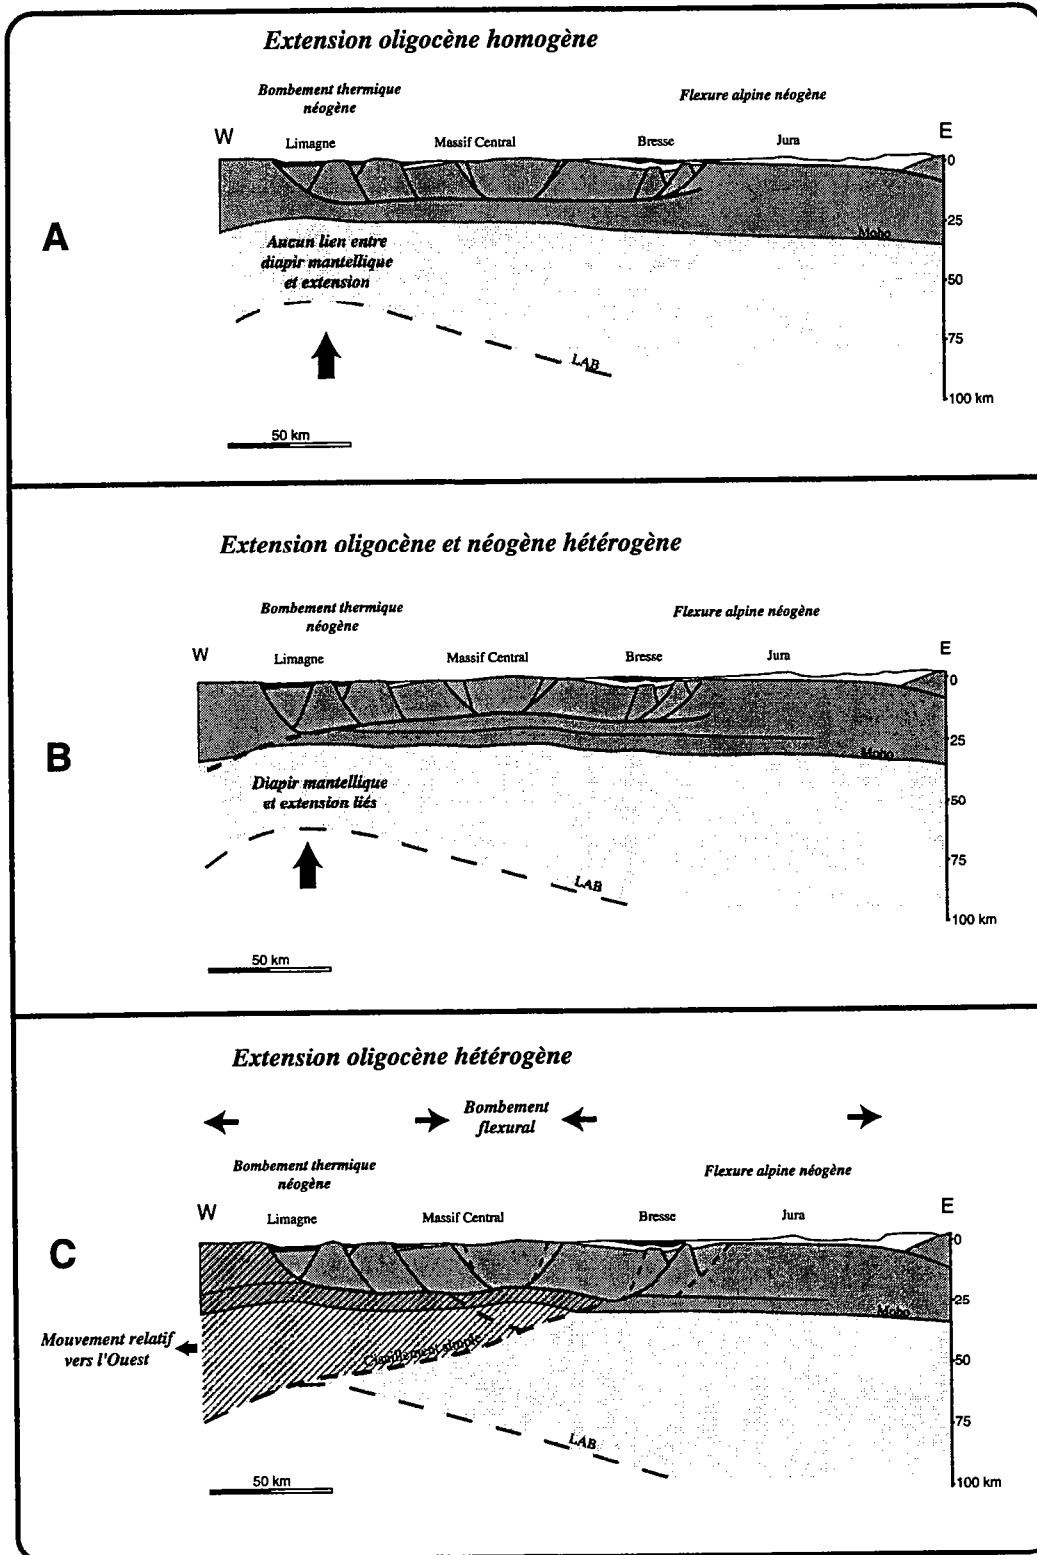 Extension oligocène homogène
Bombement thermique
néogène
Flexure alpine néogène
W
E
Limagne
Massif Central
Bresse
Jura
0
A
25
Moho
Aucun lien entre
diapir mantellique
et extension
50
75
LAB
100 km
50 km
Extension oligocène et néogène hétérogène
Bombement thermique
néogène
Flexure alpine néogène
W
E
Limagne
Massif Central
Bresse
Jura
0
B
25
Moho
Diapir mantellique
et extension liés
50
75
LAB
100 km
50 km
Extension oligocène hétérogène
Bombement
flexural
Bombement thermique
néogène
Flexure alpine néogène
W
E
Limagne
Massif Central
Bresse
Jura
0
C
25
Moho
Mouvement relatif
vers l'Ouest
Cisaillement simple
50
75
LAB
100 km
50 km